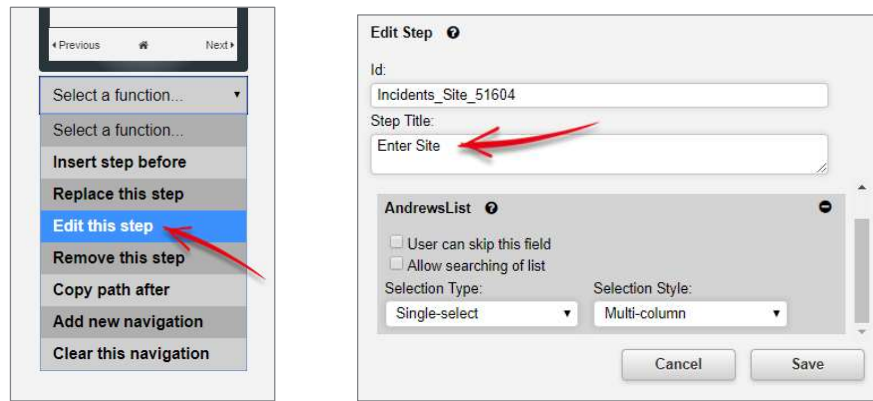 Previous Next
Select a function...
Select a function...
Insert step before
Replace this step
Edit this step
Remove this step
Copy path after
Add new navigation
Clear this navigation
Edit Step ?
Id:
Incidents_Site_51604
Step Title:
Enter Site
AndrewsList ?
User can skip this field
Allow searching of list
Selection Type: Selection Style:
Single-select Multi-column
Cancel Save